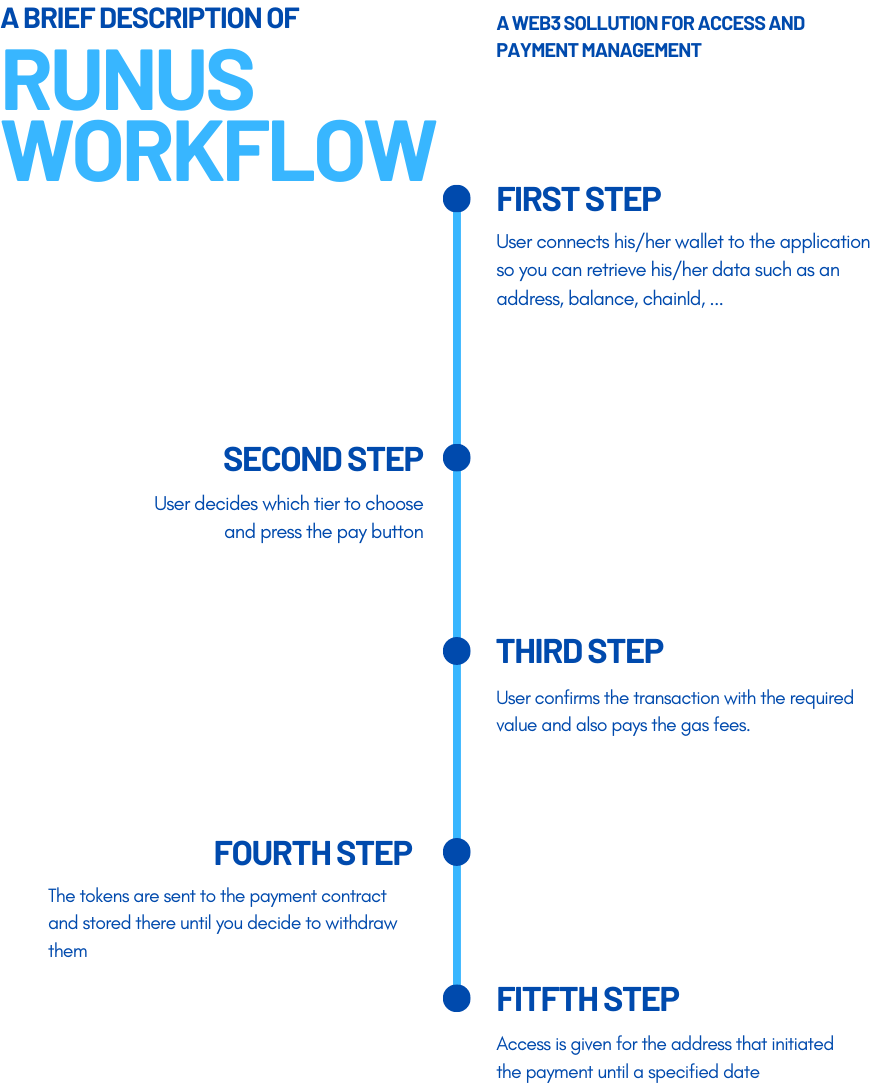 A BRIEF DESCRIPTION OF
RUNUS
WORKFLOW
A WEB3 SOLLUTION FOR ACCESS AND
PAYMENT MANAGEMENT
FIRST STEP
User connects his/her wallet to the application
so you can retrieve his/her data such as an
address, balance, chainId, ...
SECOND STEP
User decides which tier to choose
and press the pay button
THIRD STEP
User confirms the transaction with the required
value and also pays the gas fees.
FOURTH STEP
The tokens are sent to the payment contract
and stored there until you decide to withdraw
them
FITFTH STEP
Access is given for the address that initiated
the payment until a specified date